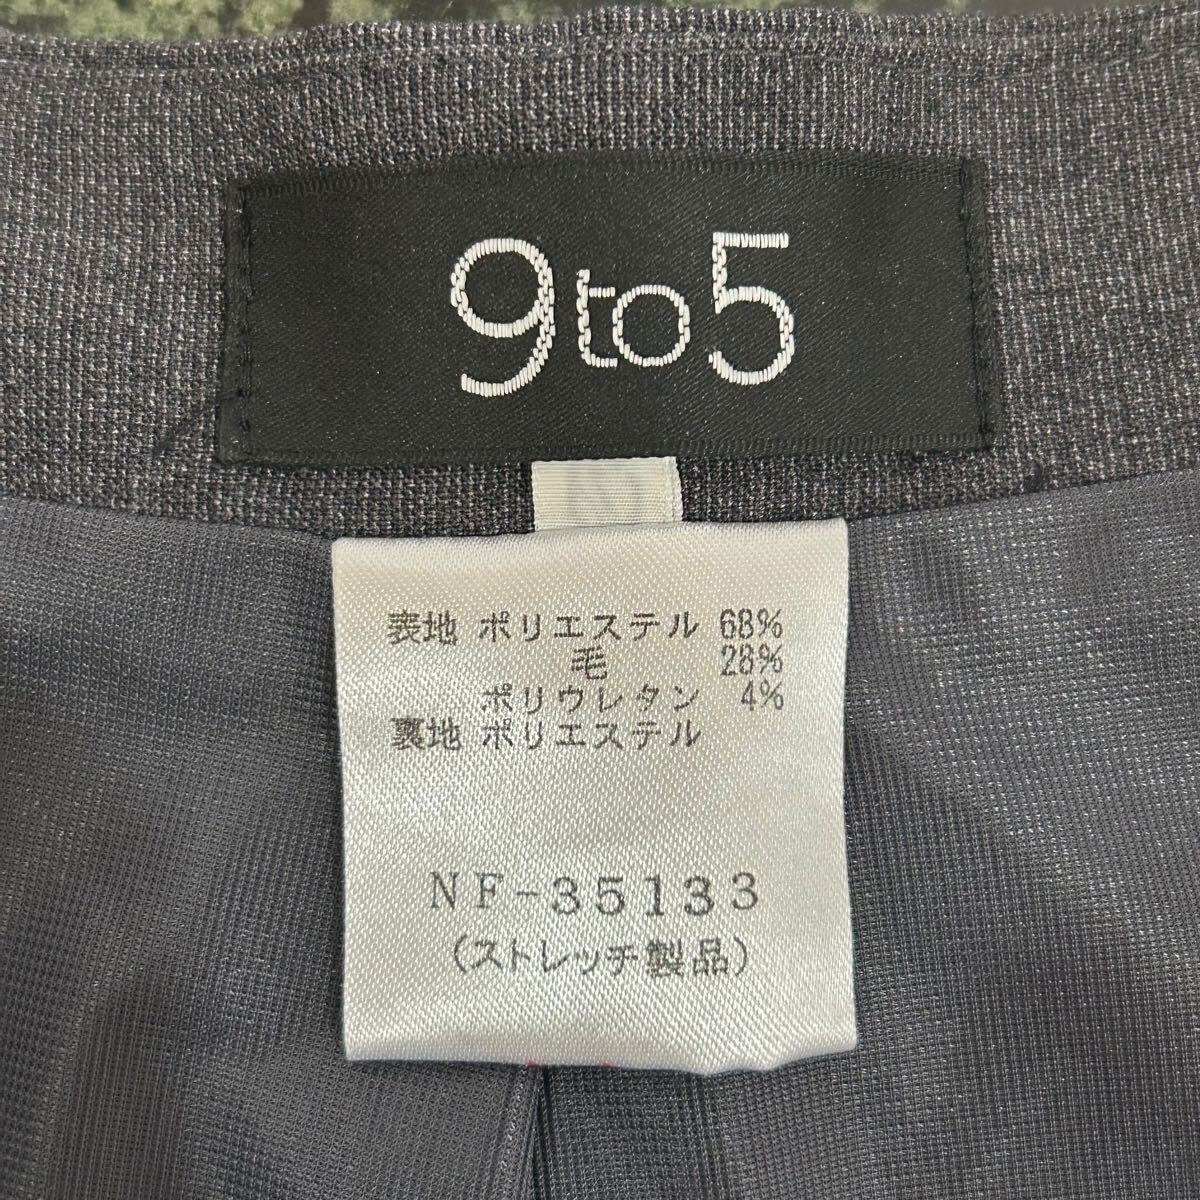 9to5
表地 ポリエステル 68%
毛 28%
ポリウレタン 4%
裏地 ポリエステル
NF-35133
(ストレッチ製品)